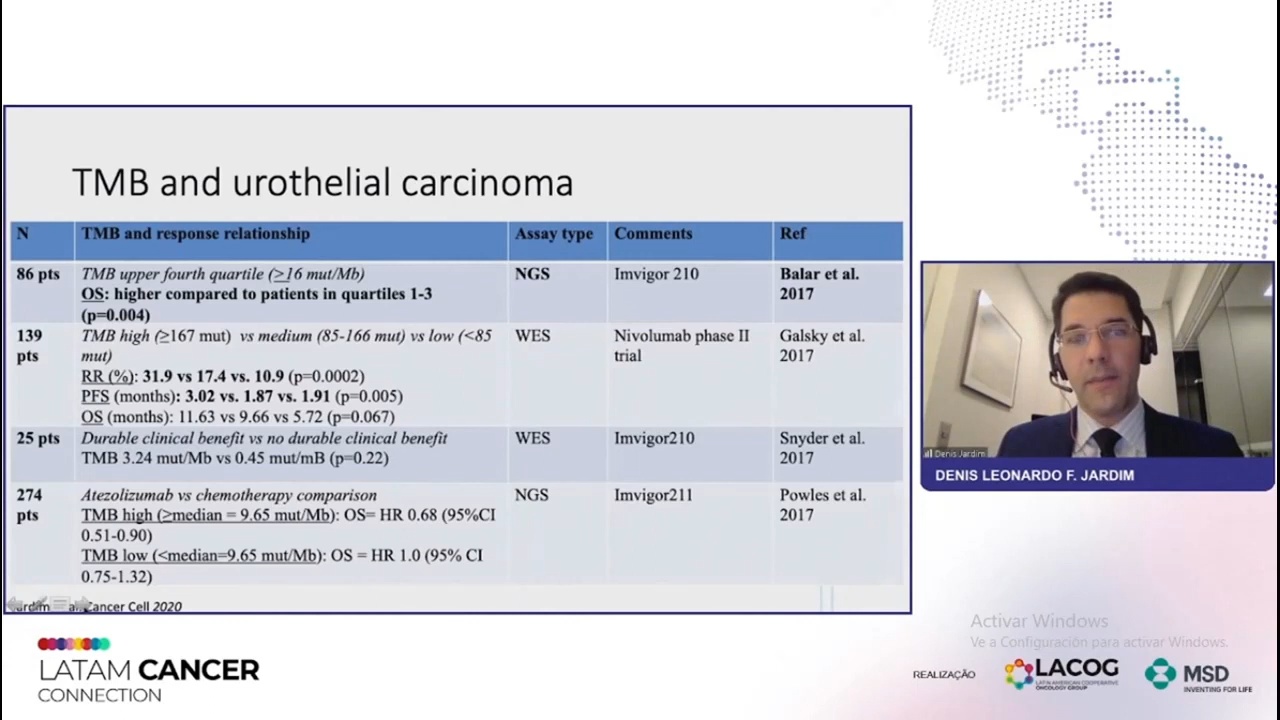 TMB and urothelial carcinoma
N
TMB and response relationship
Assay type
Comments
Ref
86 pts
TMB upper fourth quartile (≥16 mut/Mb)
OS: higher compared to patients in quartiles 1-3
(p=0.004)
NGS
Imvigor 210
Balar et al.
2017
139
pts
TMB high (≥167 mut) vs medium (85-166 mut) vs low (<85
mut)
RR (%): 31.9 vs 17.4 vs. 10.9 (p=0.0002)
PFS (months): 3.02 vs. 1.87 vs. 1.91 (p=0.005)
OS (months): 11.63 vs 9.66 vs 5.72 (p=0.067)
WES
Nivolumab phase II
trial
Galsky et al.
2017
25 pts
Durable clinical benefit vs no durable clinical benefit
TMB 3.24 mut/Mb vs 0.45 mut/mB (p=0.22)
WES
Imvigor210
Snyder et al.
2017
274
pts
Atezolizumab vs chemotherapy comparison
TMB high (≥median = 9.65 mut/Mb): OS= HR 0.68 (95%CI
0.51-0.90)
TMB low (<median=9.65 mut/Mb): OS = HR 1.0 (95% CI
0.75-1.32)
NGS
Imvigor211
Powles et al.
2017
Jardim Cancer Cell 2020
Denis Jardim
DENIS LEONARDO F. JARDIM
Activar Windows
Ve a Configuración para activar Windows.
LATAM CANCER
CONNECTION
REALIZAÇÃO
LACOG
LATIN AMERICAN COOPERATIVE
ONCOLOGY GROUP
MSD
INVENTING FOR LIFE